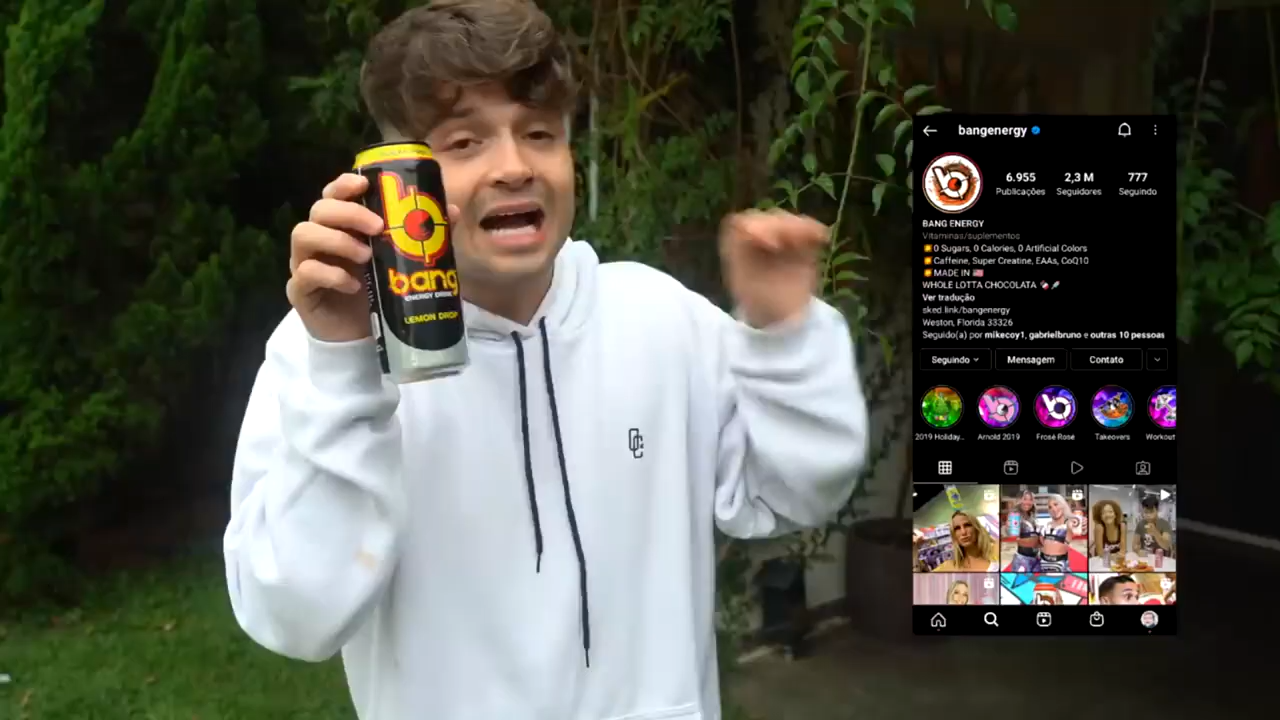 bang
ENERGY DRINK
LEMON DROP
OC
bangenergy
6.955
Publicações
2,3 M
Seguidores
777
Seguindo
BANG ENERGY
Vitaminas/suplementos
0 Sugars, 0 Calories, 0 Artificial Colors
Caffeine, Super Creatine, EAAs, CoQ10
MADE IN 🇺🇸
WHOLE LOTTA CHOCOLATA
Ver tradução
sked.link/bangenergy
Weston, Florida 33326
Seguido(a) por mikecoy1, gabrielbruno e outras 10 pessoas
Seguindo
Mensagem
Contato
2019 Holiday...
Arnold 2019
Frosé Rose
Takeovers
Workout